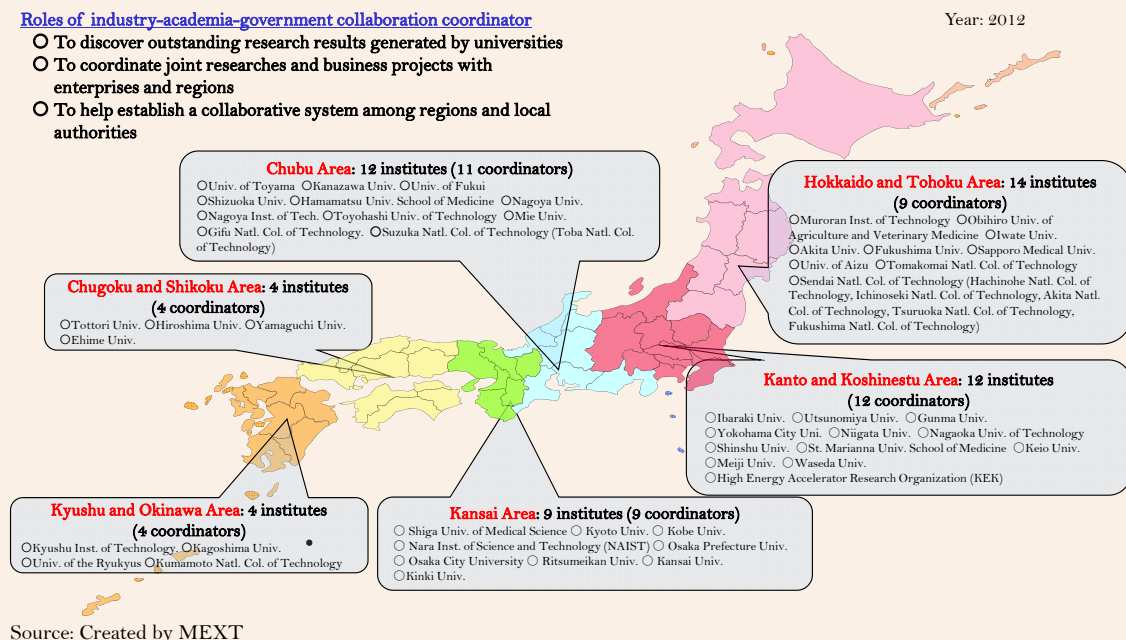 Roles of industry-academia-government collaboration coordinator
Year: 2012
○ To discover outstanding research results generated by universities
○ To coordinate joint researches and business projects with
enterprises and regions
○ To help establish a collaborative system among regions and local
authorities
Chubu Area: 12 institutes (11 coordinators)
○Univ. of Toyama ○Kanazawa Univ. ○Univ. of Fukui
○Shizuoka Univ. ○Hamamatsu Univ. School of Medicine ○Nagoya Univ.
○Nagoya Inst. of Tech. ○Toyohashi Univ. of Technology ○Mie Univ.
○Gifu Natl. Col. of Technology. ○Suzuka Natl. Col. of Technology (Toba Natl. Col.
of Technology)
Hokkaido and Tohoku Area: 14 institutes
(9 coordinators)
○Muroran Inst. of Technology ○Obihiro Univ. of
Agriculture and Veterinary Medicine ○Iwate Univ.
○Akita Univ. ○Fukushima Univ. ○Sapporo Medical Univ.
○Univ. of Aizu ○Tomakomai Natl. Col. of Technology
○Sendai Natl. Col. of Technology (Hachinohe Natl. Col. of
Technology, Ichinoseki Natl. Col. of Technology, Akita Natl.
Col. of Technology, Tsuruoka Natl. Col. of Technology,
Fukushima Natl. Col. of Technology)
Chugoku and Shikoku Area: 4 institutes
(4 coordinators)
○Tottori Univ. ○Hiroshima Univ. ○Yamaguchi Univ.
○Ehime Univ.
Kanto and Koshinestu Area: 12 institutes
(12 coordinators)
○Ibaraki Univ. ○Utsunomiya Univ. ○Gunma Univ.
○Yokohama City Uni. ○Niigata Univ. ○Nagaoka Univ. of Technology
○Shinshu Univ. ○St. Marianna Univ. School of Medicine ○Keio Univ.
○Meiji Univ. ○Waseda Univ.
○High Energy Accelerator Research Organization (KEK)
Kyushu and Okinawa Area: 4 institutes
(4 coordinators)
○Kyushu Inst. of Technology. ○Kagoshima Univ.
○Univ. of the Ryukyus ○Kumamoto Natl. Col. of Technology
Kansai Area: 9 institutes (9 coordinators)
○ Shiga Univ. of Medical Science ○ Kyoto Univ. ○ Kobe Univ.
○ Nara Inst. of Science and Technology (NAIST) ○ Osaka Prefecture Univ.
○ Osaka City University ○ Ritsumeikan Univ. ○ Kansai Univ.
○Kinki Univ.
Source: Created by MEXT